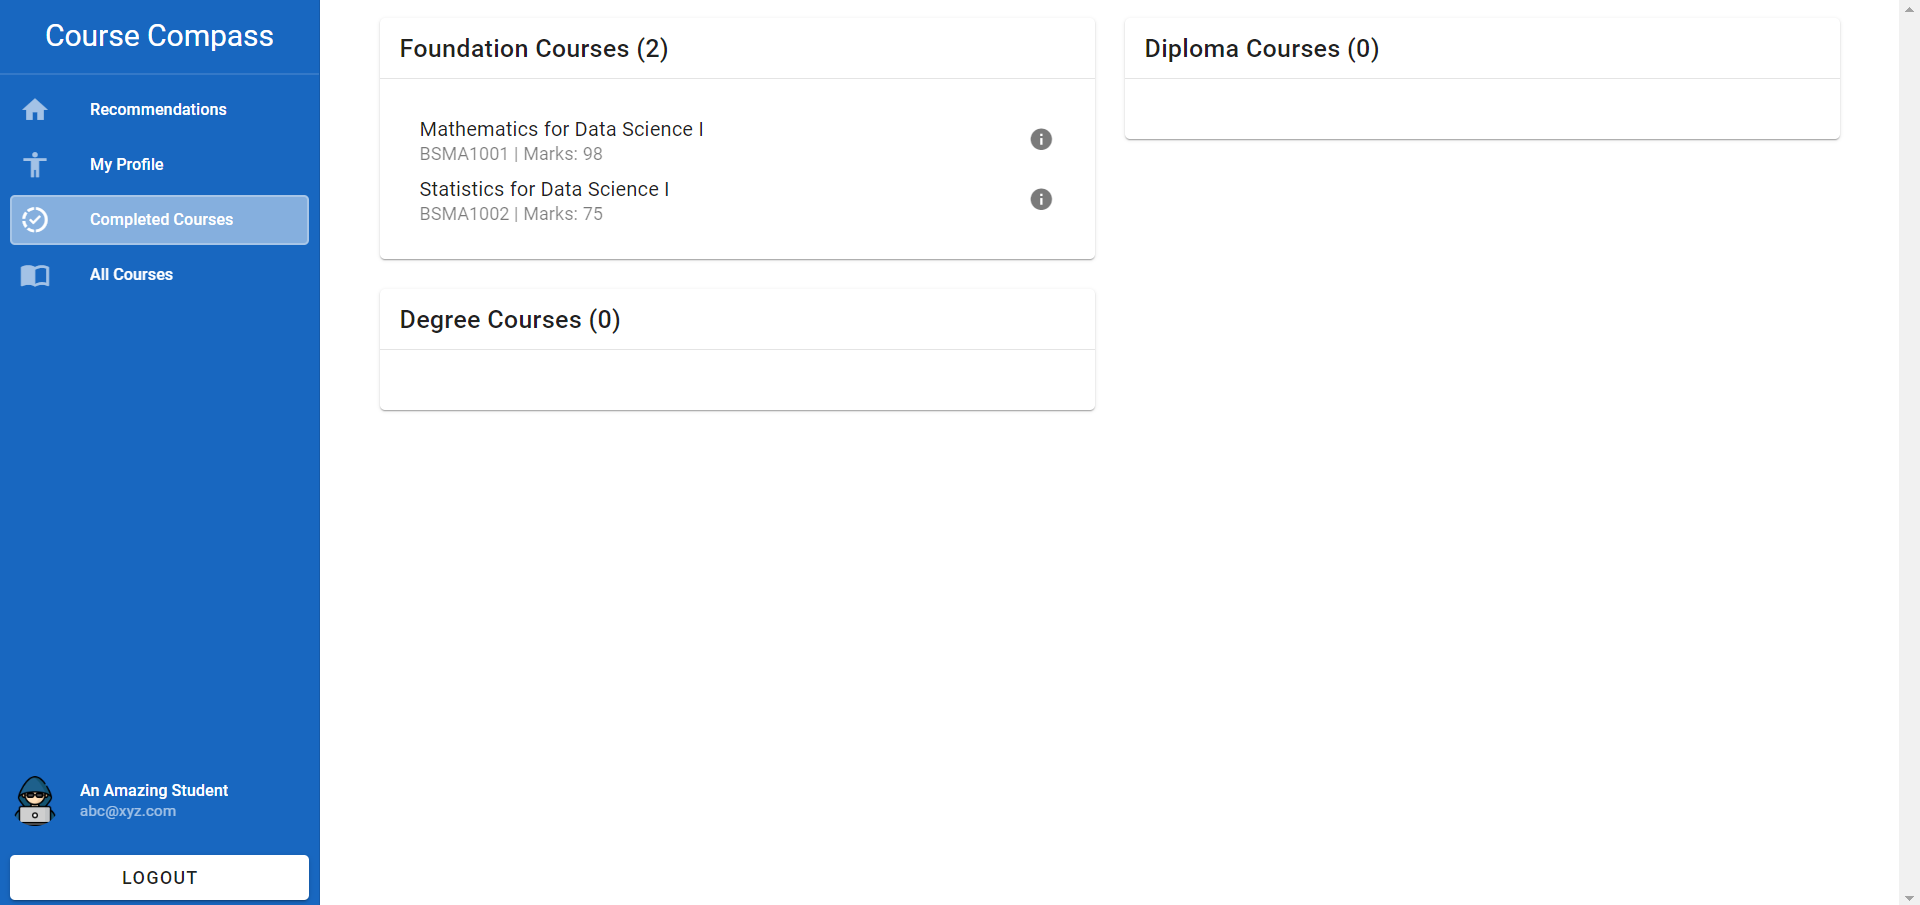 Course Compass
Recommendations
My Profile
Completed Courses
All Courses
An Amazing Student
abc@xyz.com
LOGOUT
Foundation Courses (2)
Mathematics for Data Science I
BSMA1001 | Marks: 98
Statistics for Data Science I
BSMA1002 | Marks: 75
Diploma Courses (0)
Degree Courses (0)